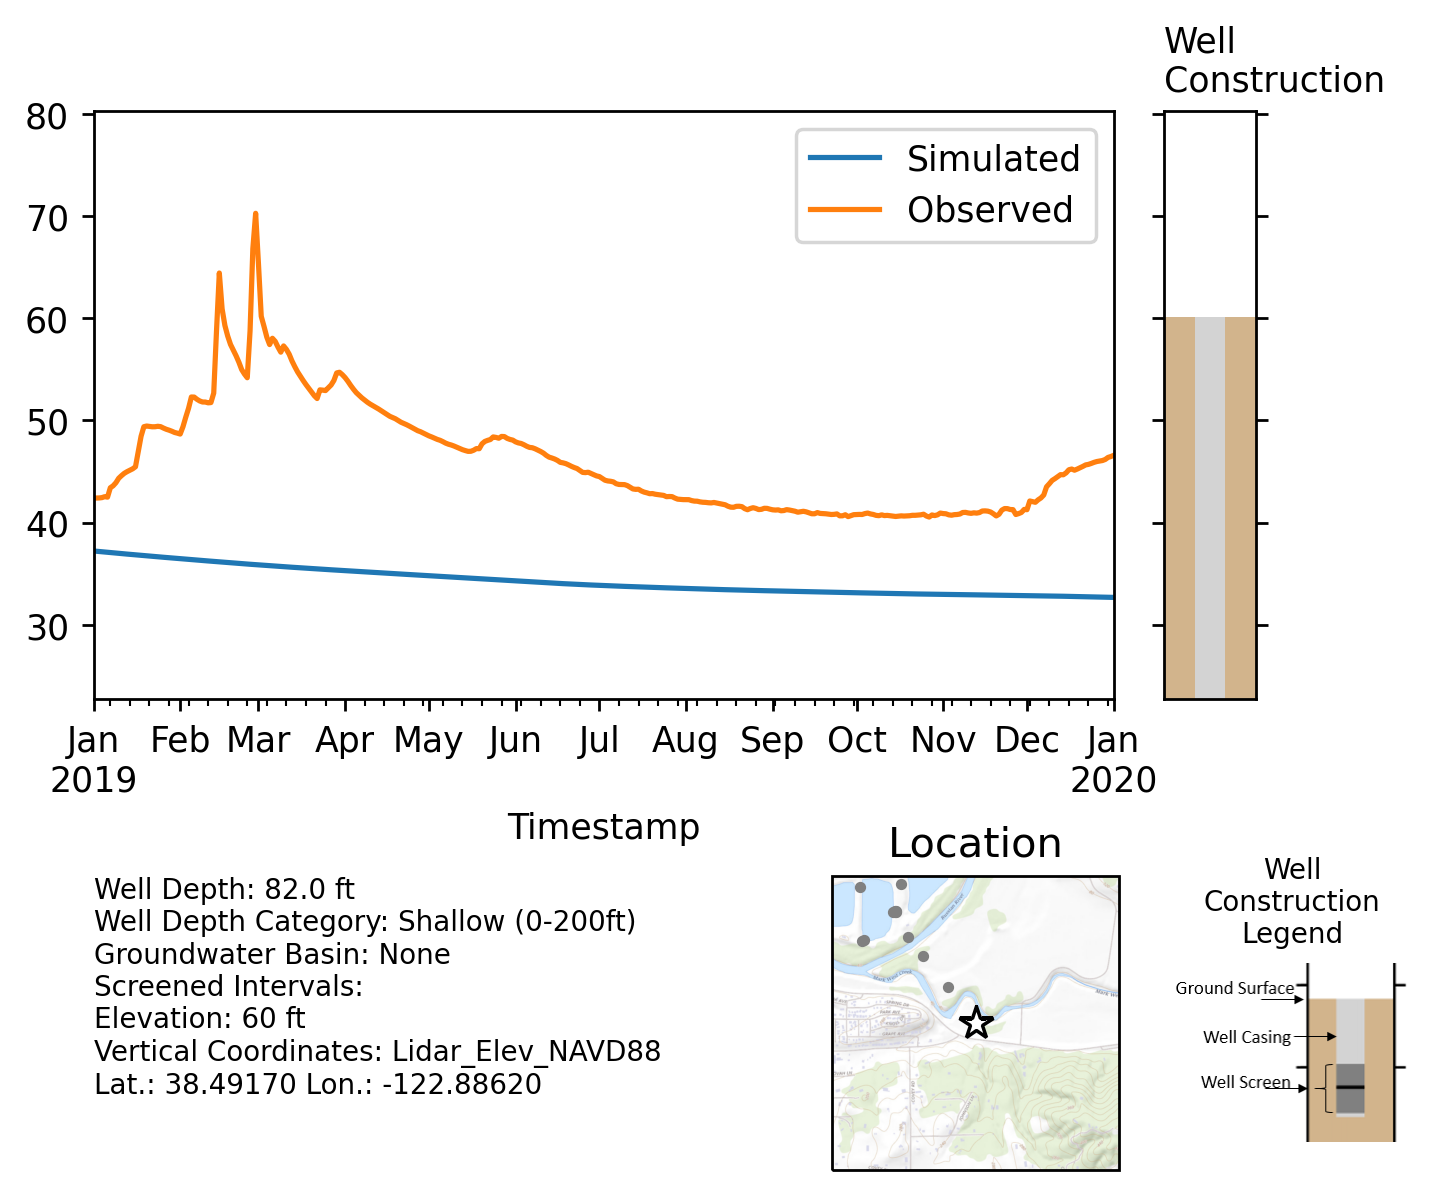 Well
Construction
80
70
60
50
40
30
Simulated
Observed
Jan Feb Mar Apr May Jun Jul Aug Sep Oct Nov Dec Jan
2019 2020
Timestamp
Well Depth: 82.0 ft
Well Depth Category: Shallow (0-200ft)
Groundwater Basin: None
Screened Intervals:
Elevation: 60 ft
Vertical Coordinates: Lidar_Elev_NAVD88
Lat.: 38.49170 Lon.: -122.88620
Location
Well
Construction
Legend
Ground Surface
Well Casing
Well Screen